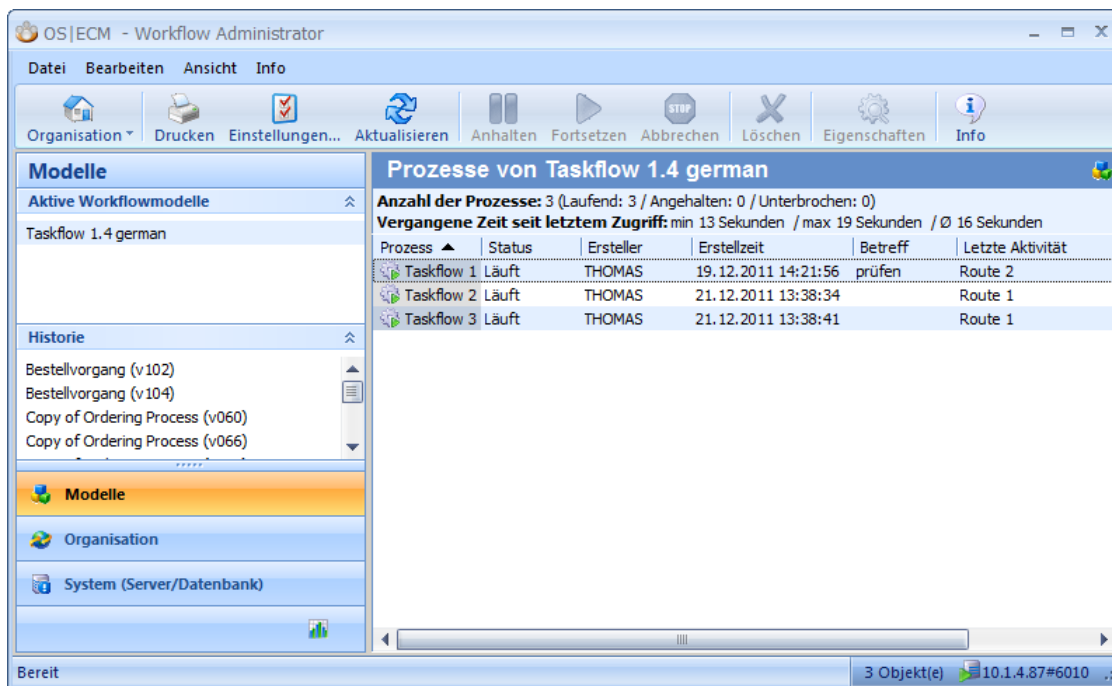 OS|ECM - Workflow Administrator
Datei Bearbeiten Ansicht Info
Organisation Drucken Einstellungen... Aktualisieren Anhalten Fortsetzen STOP Abbrechen Löschen Eigenschaften Info
Modelle
Aktive Workflowmodelle
Taskflow 1.4 german
Historie
Bestellvorgang (v102)
Bestellvorgang (v104)
Copy of Ordering Process (v060)
Copy of Ordering Process (v066)
Modelle
Organisation
System (Server/Datenbank)
Prozesse von Taskflow 1.4 german
Anzahl der Prozesse: 3 (Laufend: 3 / Angehalten: 0 / Unterbrochen: 0)
Vergangene Zeit seit letztem Zugriff: min 13 Sekunden / max 19 Sekunden / Ø 16 Sekunden
Prozess Status Ersteller Erstellzeit Betreff Letzte Aktivität
Taskflow 1 Läuft THOMAS 19.12.2011 14:21:56 prüfen Route 2
Taskflow 2 Läuft THOMAS 21.12.2011 13:38:34 Route 1
Taskflow 3 Läuft THOMAS 21.12.2011 13:38:41 Route 1
Bereit 3 Objekt(e) 10.1.4.87#6010